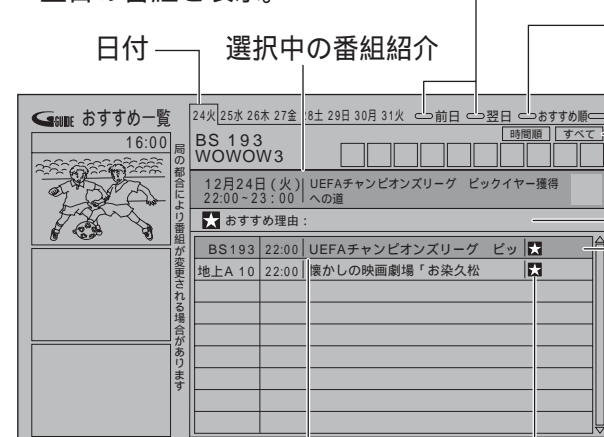 日付
選択中の番組紹介
GGUIDE おすすめ一覧
24火 25水 26木 27金 28土 29日 30月 31火 前日 翌日 おすすめ順
時間順 すべて
16:00
局の都合により番組が変更される場合があります
BS 193
WOWOW3
12月24日(火) UEFAチャンピオンズリーグ ビックイヤー獲得
22:00~23:00 への道
おすすめ理由:
BS193 22:00 UEFAチャンピオンズリーグ ビッ
地上A 10 22:00 懐かしの映画劇場「お染久松